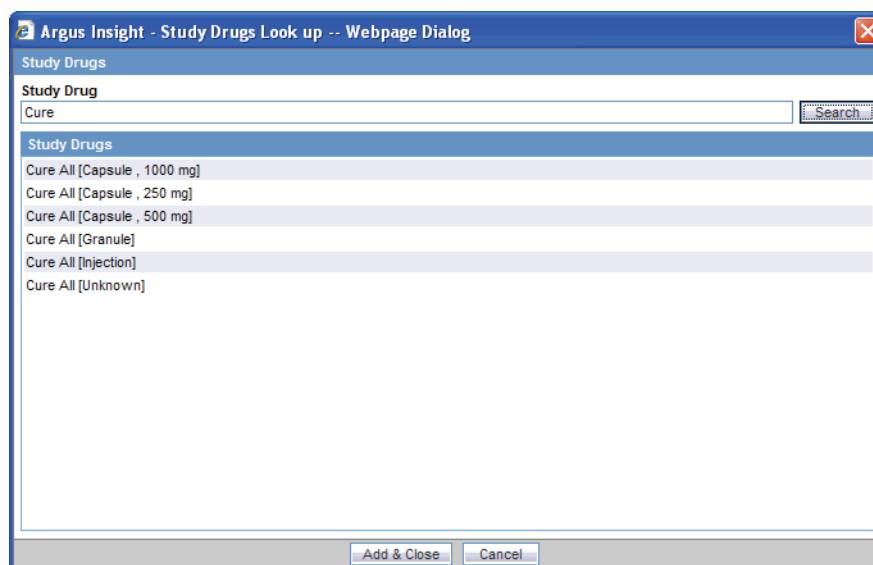 Argus Insight - Study Drugs Look up -- Webpage Dialog
Study Drugs
Study Drug
Cure
Search
Study Drugs
Cure All [Capsule , 1000 mg]
Cure All [Capsule , 250 mg]
Cure All [Capsule , 500 mg]
Cure All [Granule]
Cure All [Injection]
Cure All [Unknown]
Add & Close
Cancel